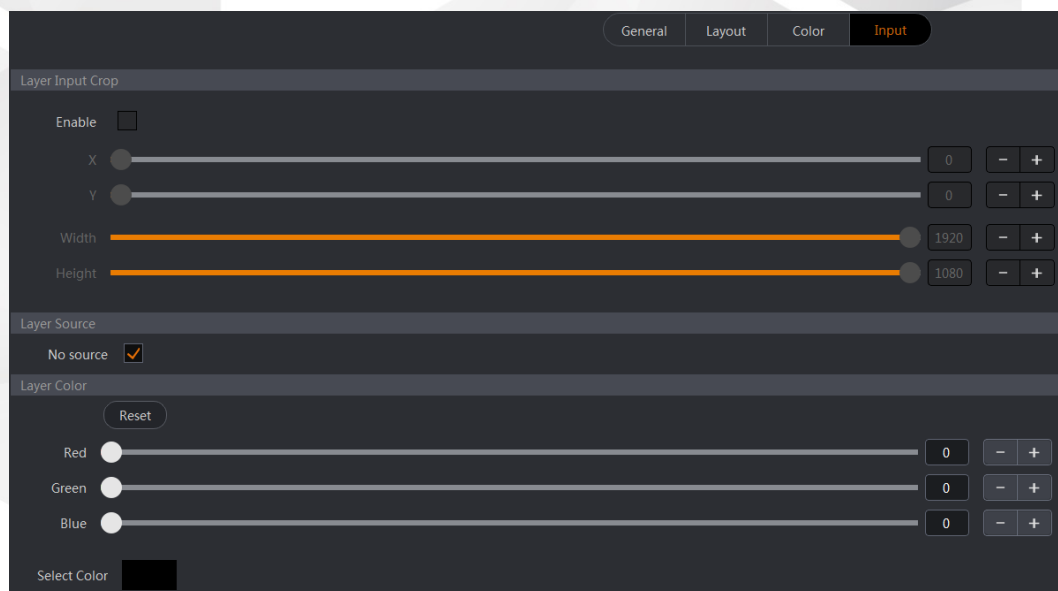 General Layout Color Input
Layer Input Crop
Enable
X 0 - +
Y 0 - +
Width 1920 - +
Height 1080 - +
Layer Source
No source
Layer Color
Reset
Red 0 - +
Green 0 - +
Blue 0 - +
Select Color